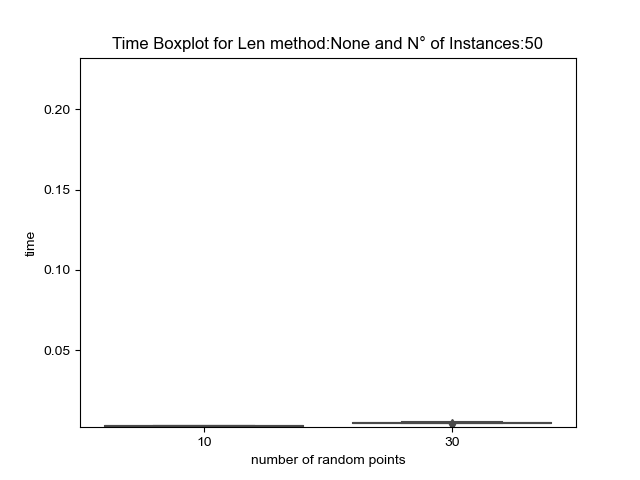 Time Boxplot for Len method:None and N° of Instances:50
0.20
0.15
0.10
0.05
time
10 30
number of random points